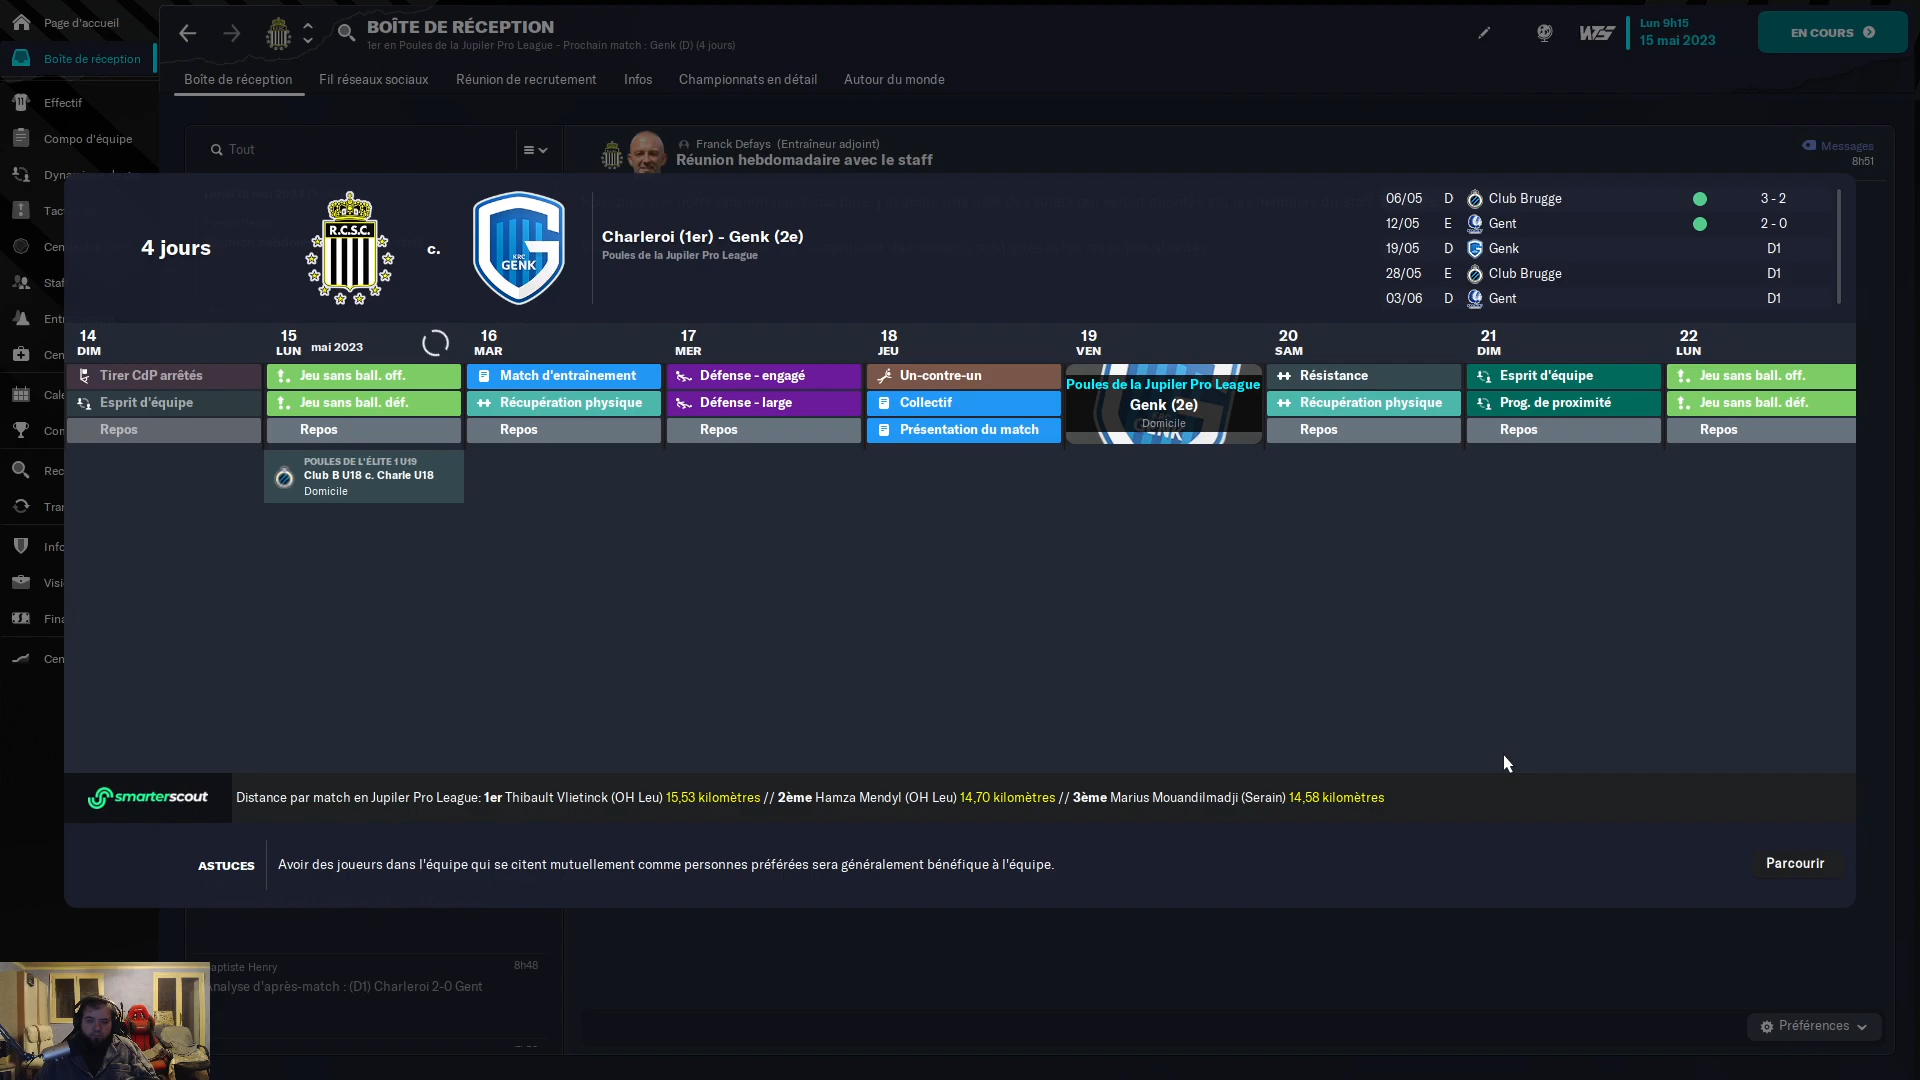 Page d'accueil
Boîte de réception
Effectif
Compo d'équipe
BOÎTE DE RÉCEPTION
1er en Poules de la Jupiler Pro League - Prochain match : Genk (D) (4 jours)
Lun 9h15
15 mai 2023
EN COURS
Boîte de réception
Fil réseaux sociaux
Réunion de recrutement
Infos
Championnats en détail
Autour du monde
Tout
Franck Defays (Entraîneur adjoint)
Réunion hebdomadaire avec le staff
Messages
8h51
4 jours
R.C.S.C.
c.
KRC
GENK
Charleroi (1er) - Genk (2e)
Poules de la Jupiler Pro League
06/05 D Club Brugge 3 - 2
12/05 E Gent 2 - 0
19/05 D Genk D1
28/05 E Club Brugge D1
03/06 D Gent D1
14 DIM
15 LUN mai 2023
16 MAR
17 MER
18 JEU
19 VEN
20 SAM
21 DIM
22 LUN
Tirer CdP arrêtés
Esprit d'équipe
Repos
Jeu sans ball. off.
Jeu sans ball. déf.
Repos
POULES DE L'ÉLITE 1 U19
Club B U18 c. Charle U18
Domicile
Match d'entraînement
Récupération physique
Repos
Défense - engagé
Défense - large
Repos
Un-contre-un
Collectif
Présentation du match
Poules de la Jupiler Pro League
Genk (2e)
Domicile
Résistance
Récupération physique
Repos
Esprit d'équipe
Prog. de proximité
Repos
Jeu sans ball. off.
Jeu sans ball. déf.
Repos
smarterscout
Distance par match en Jupiler Pro League: 1er Thibault Vlietinck (OH Leu) 15,53 kilomètres // 2ème Hamza Mendyl (OH Leu) 14,70 kilomètres // 3ème Marius Mouandilmadji (Serain) 14,58 kilomètres
ASTUCES
Avoir des joueurs dans l'équipe qui se citent mutuellement comme personnes préférées sera généralement bénéfique à l'équipe.
Parcourir
aptiste Henry
8h48
nalyse d'après-match : (D1) Charleroi 2-0 Gent
Préférences